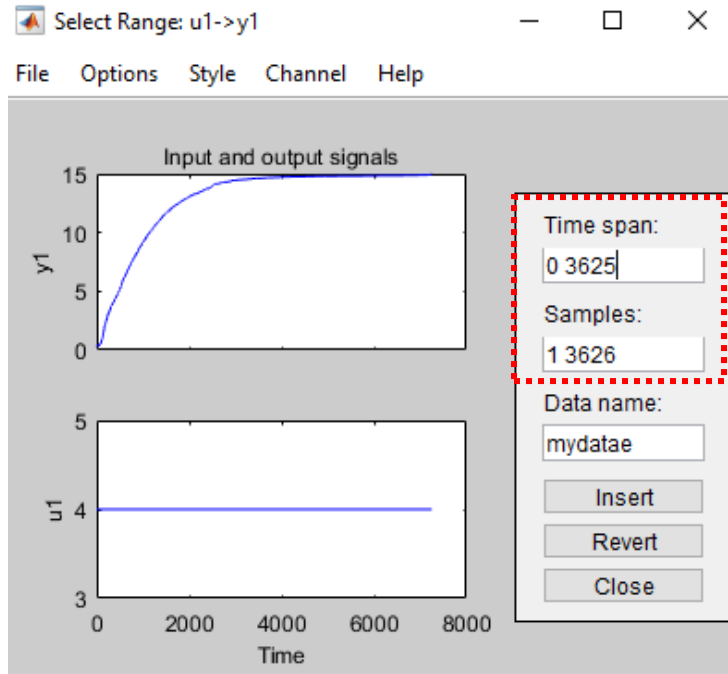 Select Range: u1->y1
File Options Style Channel Help
Input and output signals
15
10
5
0
y1
5
4
3
u1
0 2000 4000 6000 8000
Time
Time span:
0 3625
Samples:
1 3626
Data name:
mydatae
Insert
Revert
Close